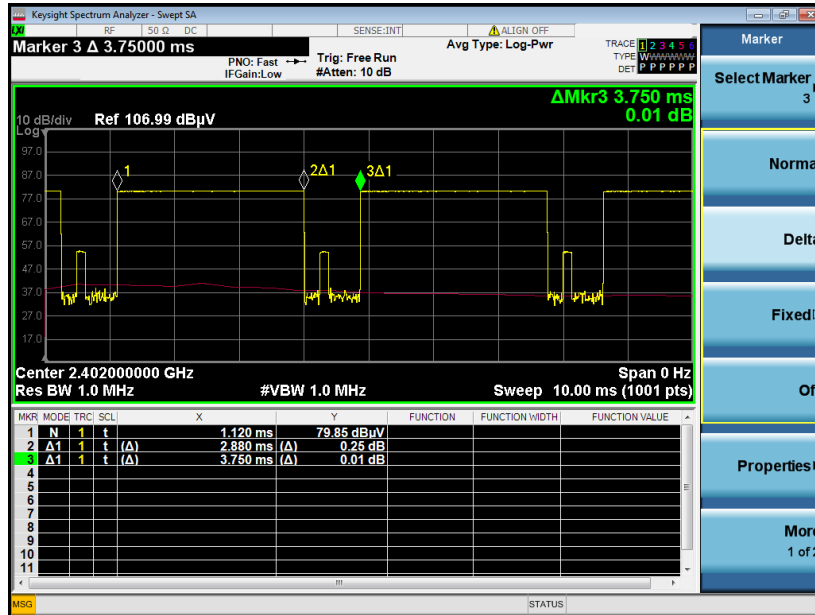 Keysight Spectrum Analyzer - Swept SA
LXI RF 50 Ω DC SENSE:INT ALIGN OFF
Marker 3 Δ 3.75000 ms
PNO: Fast
IFGain:Low
Trig: Free Run
#Atten: 10 dB
Avg Type: Log-Pwr
TRACE 1 2 3 4 5 6
TYPE W
DET P P P P P P
ΔMkr3 3.750 ms
0.01 dB
10 dB/div Ref 106.99 dBµV
Log
97.0
87.0
77.0
67.0
57.0
47.0
37.0
27.0
17.0
1
2Δ1
3Δ1
Center 2.402000000 GHz Span 0 Hz
Res BW 1.0 MHz #VBW 1.0 MHz Sweep 10.00 ms (1001 pts)
MKR MODE TRC SCL X Y FUNCTION FUNCTION WIDTH FUNCTION VALUE
1 N 1 t 1.120 ms 79.85 dBµV
2 Δ1 1 t (Δ) 2.880 ms (Δ) 0.25 dB
3 Δ1 1 t (Δ) 3.750 ms (Δ) 0.01 dB
4
5
6
7
8
9
10
11
MSG STATUS
Marker
Select Marker
3
Norma
Delta
Fixed
Of
Properties
More
1 of 2